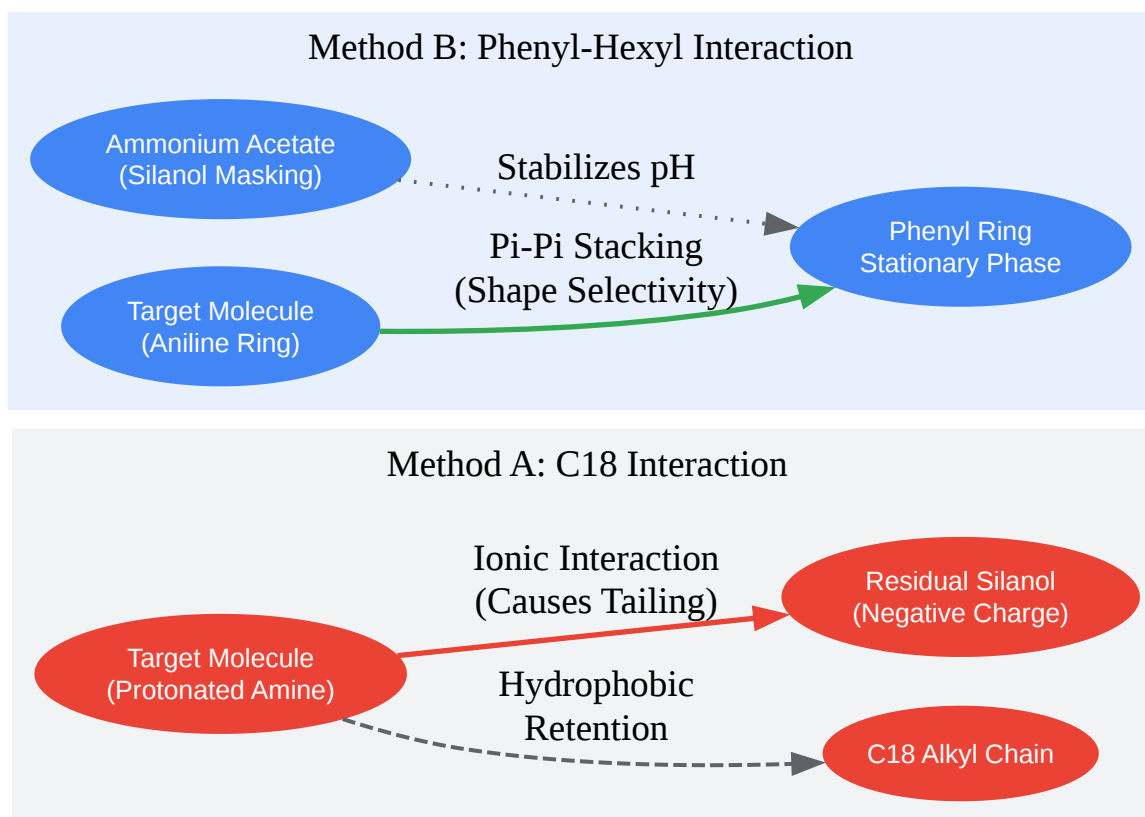 Method B: Phenyl-Hexyl Interaction
Ammonium Acetate
(Silanol Masking)
Stabilizes pH
Phenyl Ring
Stationary Phase
Pi-Pi Stacking
(Shape Selectivity)
Target Molecule
(Aniline Ring)
Method A: C18 Interaction
Ionic Interaction
(Causes Tailing)
Residual Silanol
(Negative Charge)
Target Molecule
(Protonated Amine)
Hydrophobic
Retention
C18 Alkyl Chain